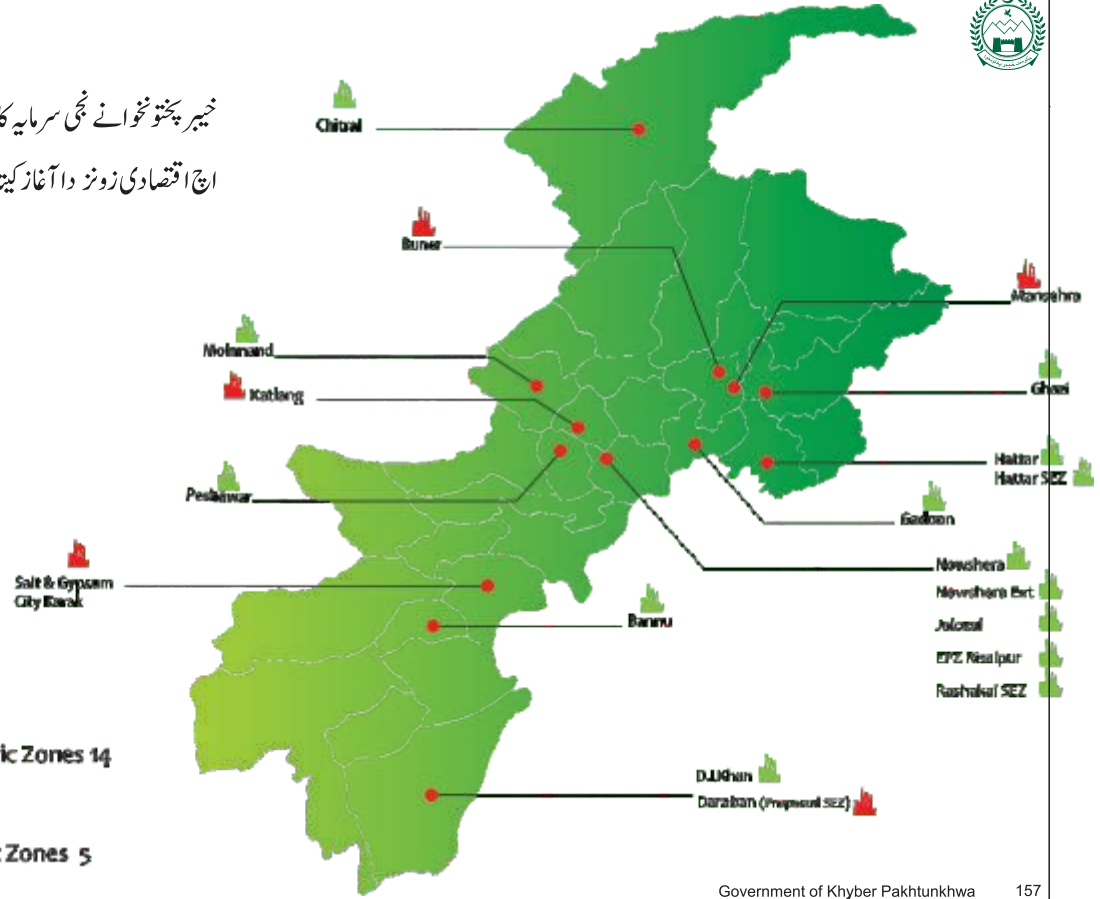 خیبر پختونخوا نے نجی سرمایہ
اچ اقتصادی زونز دا آغاز
Chitral
Buner
Mansehra
Mohmand
Katlang
Ghazi
Hattar
Hattar SEZ
Peshawar
Gadoon
Salt & Gypsum
City Karak
Nowshera
Nowshera Ext
Jalozai
EPZ Risalpur
Rashakai SEZ
Bannu
ic Zones 14
D.I.Khan
Daraban (Proposed SEZ)
Zones 5
Government of Khyber Pakhtunkhwa 157